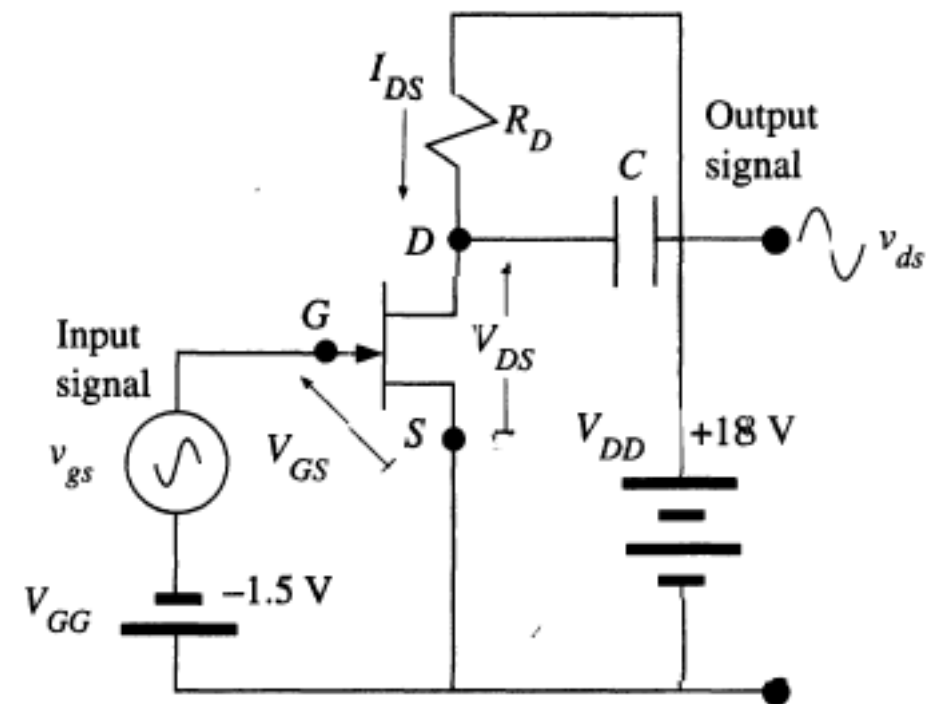 I_DS
R_D
Output
signal
C
D
v_ds
G
Input
signal
V_DS
S
V_GS
v_gs
V_DD
+18 V
V_GG
−1.5 V